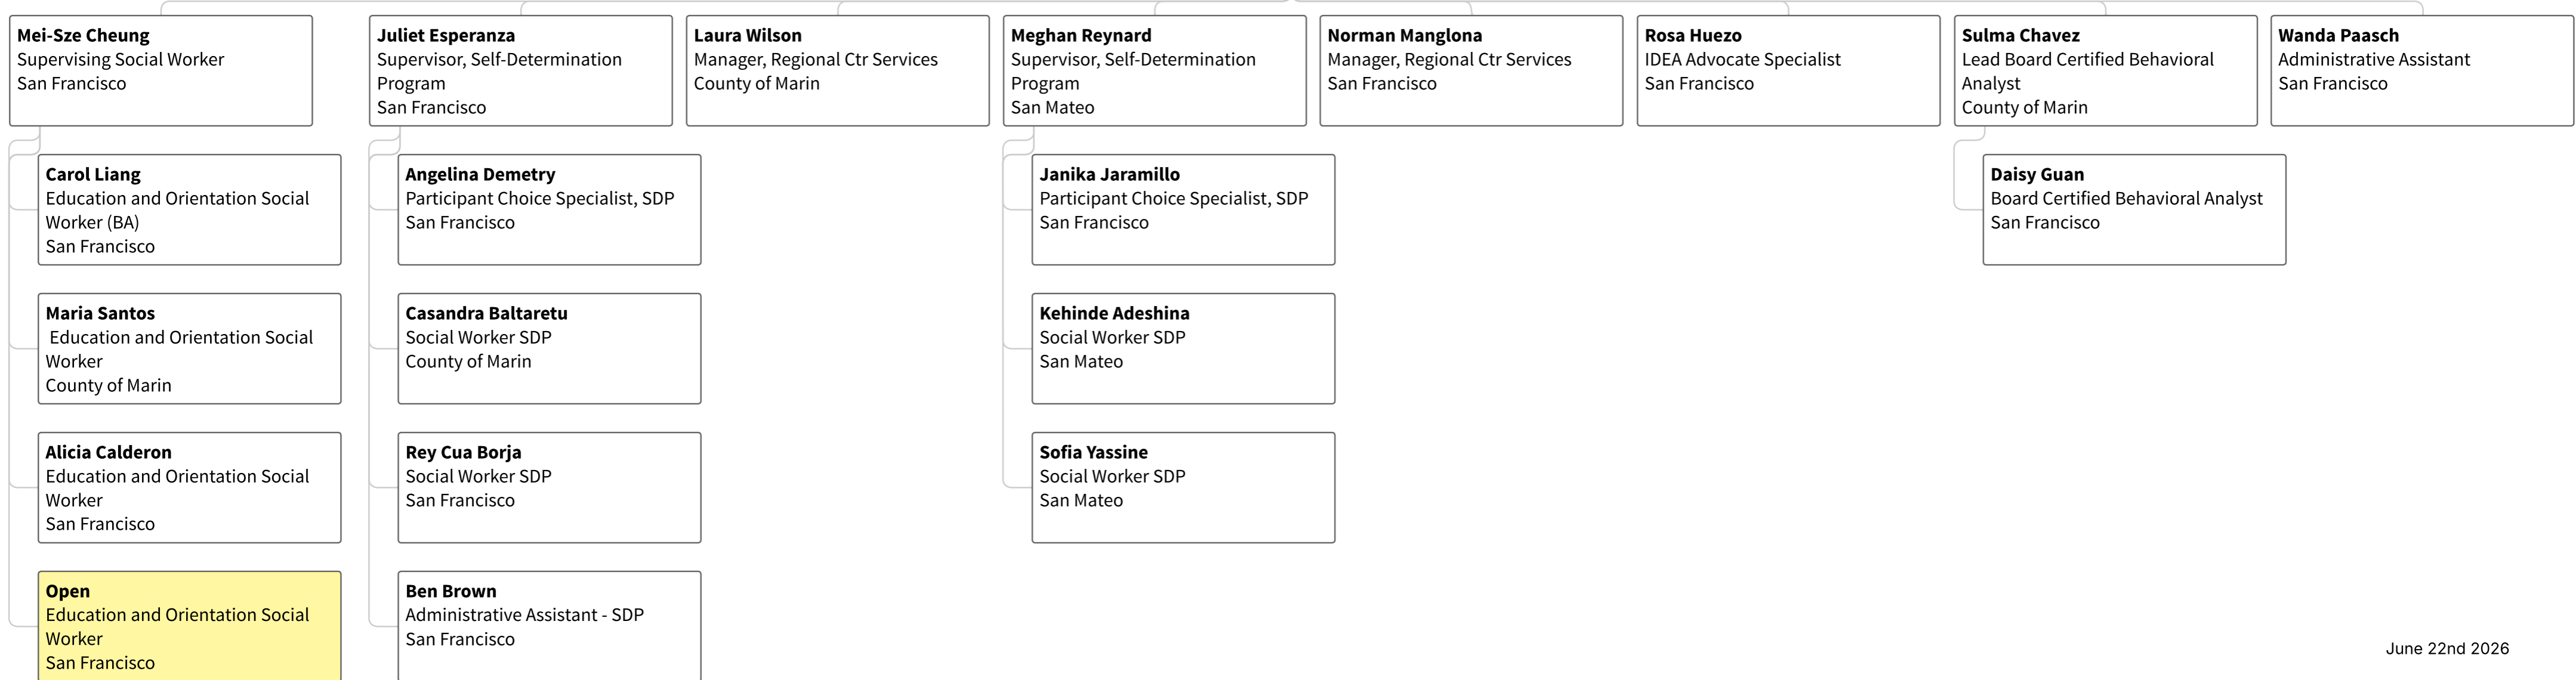 Mei-Sze Cheung
Supervising Social Worker
San Francisco
Juliet Esperanza
Supervisor, Self-Determination
Program
San Francisco
Laura Wilson
Manager, Regional Ctr Services
County of Marin
Meghan Reynard
Supervisor, Self-Determination
Program
San Mateo
Norman Manglona
Manager, Regional Ctr Services
San Francisco
Rosa Huezo
IDEA Advocate Specialist
San Francisco
Sulma Chavez
Lead Board Certified Behavioral
Analyst
County of Marin
Wanda Paasch
Administrative Assistant
San Francisco
Carol Liang
Education and Orientation Social
Worker (BA)
San Francisco
Maria Santos
Education and Orientation Social
Worker
County of Marin
Alicia Calderon
Education and Orientation Social
Worker
San Francisco
Open
Education and Orientation Social
Worker
San Francisco
Angelina Demetry
Participant Choice Specialist, SDP
San Francisco
Casandra Baltaretu
Social Worker SDP
County of Marin
Rey Cua Borja
Social Worker SDP
San Francisco
Ben Brown
Administrative Assistant - SDP
San Francisco
Janika Jaramillo
Participant Choice Specialist, SDP
San Francisco
Kehinde Adeshina
Social Worker SDP
San Mateo
Sofia Yassine
Social Worker SDP
San Mateo
Daisy Guan
Board Certified Behavioral Analyst
San Francisco
June 22nd 2026